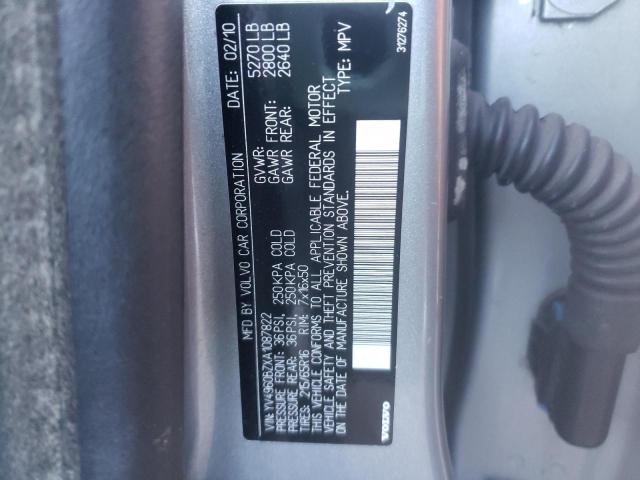 MFD BY VOLVO CAR CORPORATION DATE: 02/10
GVWR: 5270 LB
GAWR FRONT: 2800 LB
GAWR REAR: 2640 LB
VIN: YV4960BZXA1087822
PRESSURE FRONT: 36PSI, 250KPA COLD
PRESSURE REAR: 36PSI, 250KPA COLD
TIRES: 215/65R16 RIM: 7x16x50 TYPE: MPV
THIS VEHICLE CONFORMS TO ALL APPLICABLE FEDERAL MOTOR
VEHICLE SAFETY AND THEFT PREVENTION STANDARDS IN EFFECT
ON THE DATE OF MANUFACTURE SHOWN ABOVE.
VOLVO 31276274